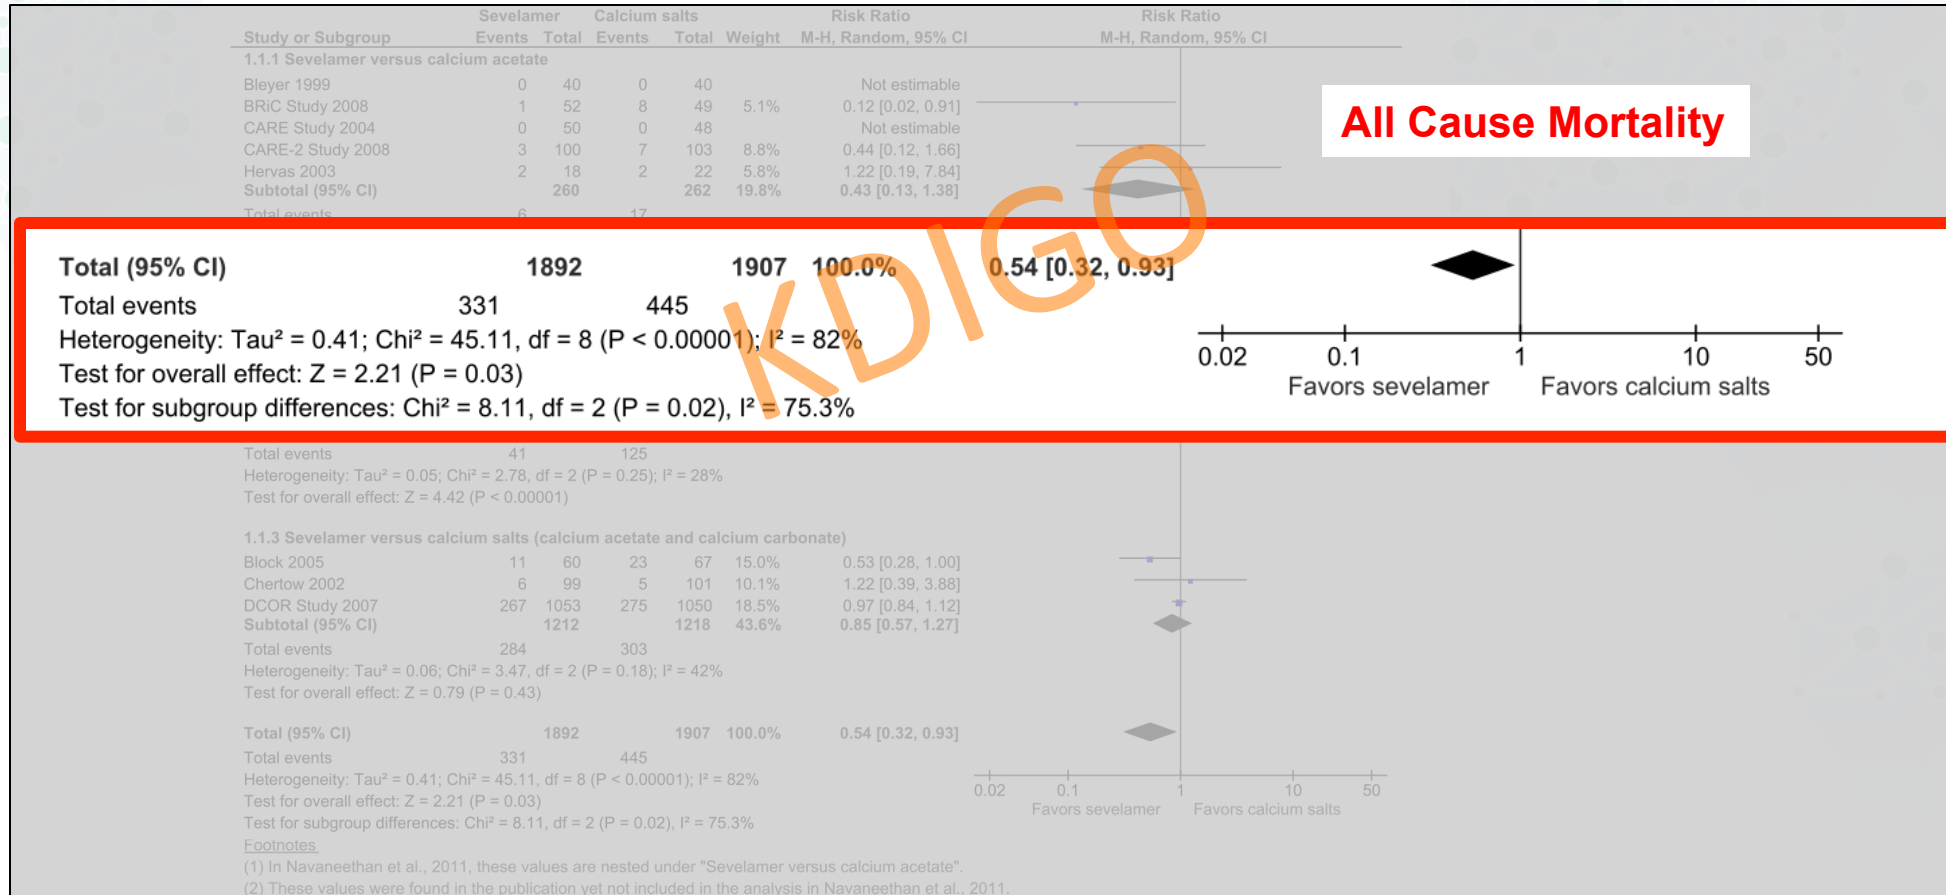 Sevelamer Calcium salts Risk Ratio Risk Ratio
Study or Subgroup Events Total Events Total Weight M-H, Random, 95% CI M-H, Random, 95% CI
1.1.1 Sevelamer versus calcium acetate
Bleyer 1999 0 40 0 40 Not estimable
BRiC Study 2008 1 52 8 49 5.1% 0.12 [0.02, 0.91]
All Cause Mortality
CARE Study 2004 0 50 0 48 Not estimable
CARE-2 Study 2008 3 100 7 103 8.8% 0.44 [0.12, 1.66]
Hervas 2003 2 18 2 22 5.8% 1.22 [0.19, 7.84]
Subtotal (95% CI) 260 262 19.8% 0.43 [0.13, 1.38]
Total events 6 17
KDIGO
Total (95% CI) 1892 1907 100.0% 0.54 [0.32, 0.93]
Total events 331 445
Heterogeneity: Tau² = 0.41; Chi² = 45.11, df = 8 (P < 0.00001); I² = 82%
0.02 0.1 1 10 50
Test for overall effect: Z = 2.21 (P = 0.03)
Favors sevelamer Favors calcium salts
Test for subgroup differences: Chi² = 8.11, df = 2 (P = 0.02), I² = 75.3%
Total events 41 125
Heterogeneity: Tau² = 0.05; Chi² = 2.78, df = 2 (P = 0.25); I² = 28%
Test for overall effect: Z = 4.42 (P < 0.00001)
1.1.3 Sevelamer versus calcium salts (calcium acetate and calcium carbonate)
Block 2005 11 60 23 67 15.0% 0.53 [0.28, 1.00]
Chertow 2002 6 99 5 101 10.1% 1.22 [0.39, 3.88]
DCOR Study 2007 267 1053 275 1050 18.5% 0.97 [0.84, 1.12]
Subtotal (95% CI) 1212 1218 43.6% 0.85 [0.57, 1.27]
Total events 284 303
Heterogeneity: Tau² = 0.06; Chi² = 3.47, df = 2 (P = 0.18); I² = 42%
Test for overall effect: Z = 0.79 (P = 0.43)
Total (95% CI) 1892 1907 100.0% 0.54 [0.32, 0.93]
Total events 331 445
Heterogeneity: Tau² = 0.41; Chi² = 45.11, df = 8 (P < 0.00001); I² = 82%
0.02 0.1 1 10 50
Test for overall effect: Z = 2.21 (P = 0.03)
Favors sevelamer Favors calcium salts
Test for subgroup differences: Chi² = 8.11, df = 2 (P = 0.02), I² = 75.3%
Footnotes
(1) In Navaneethan et al., 2011, these values are nested under "Sevelamer versus calcium acetate".
(2) These values were found in the publication yet not included in the analysis in Navaneethan et al., 2011.